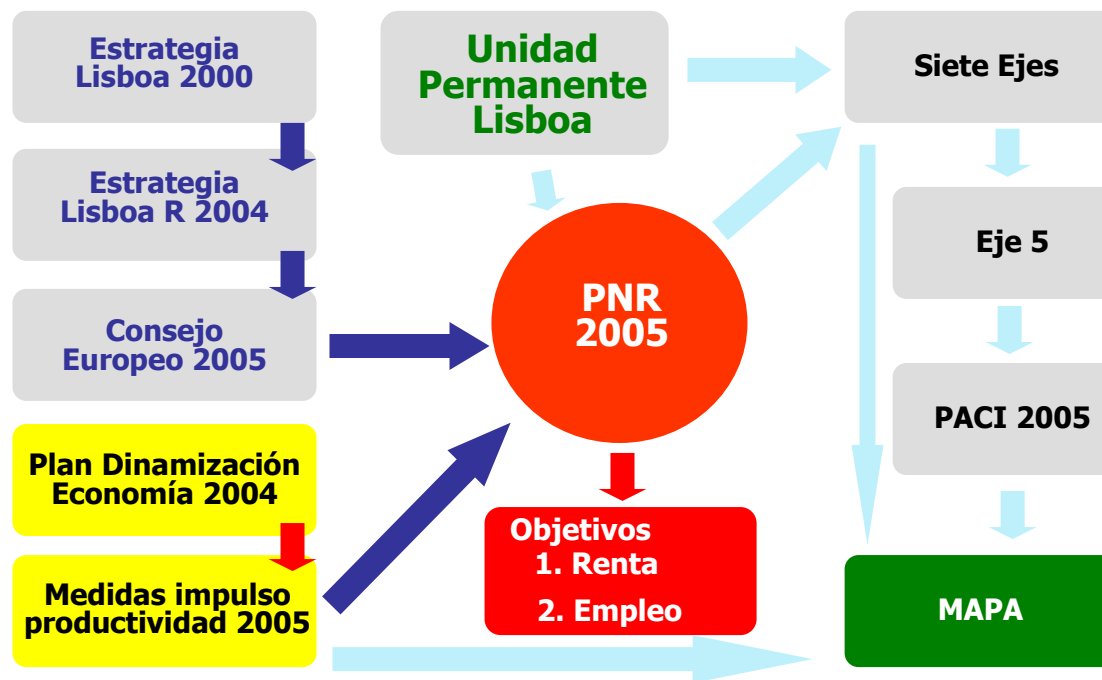 Estrategia
Lisboa 2000
Estrategia
Lisboa R 2004
Consejo
Europeo 2005
Plan Dinamización
Economía 2004
Medidas impulso
productividad 2005
Unidad
Permanente
Lisboa
PNR
2005
Objetivos
1. Renta
2. Empleo
Siete Ejes
Eje 5
PACI 2005
MAPA